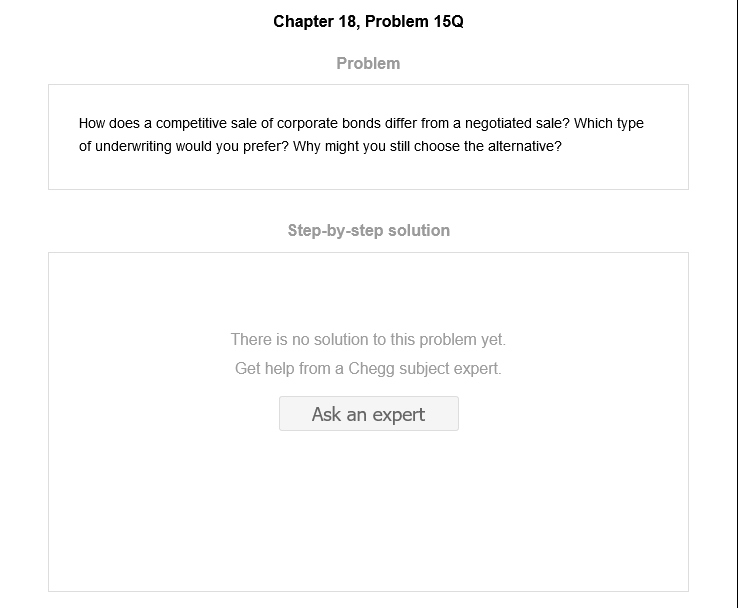 Chapter 18, Problem 15Q
Problem
How does a competitive sale of corporate bonds differ from a negotiated sale? Which type
of underwriting would you prefer? Why might you still choose the alternative?
Step-by-step solution
There is no solution to this problem yet.
Get help from a Chegg subject expert.
Ask an expert